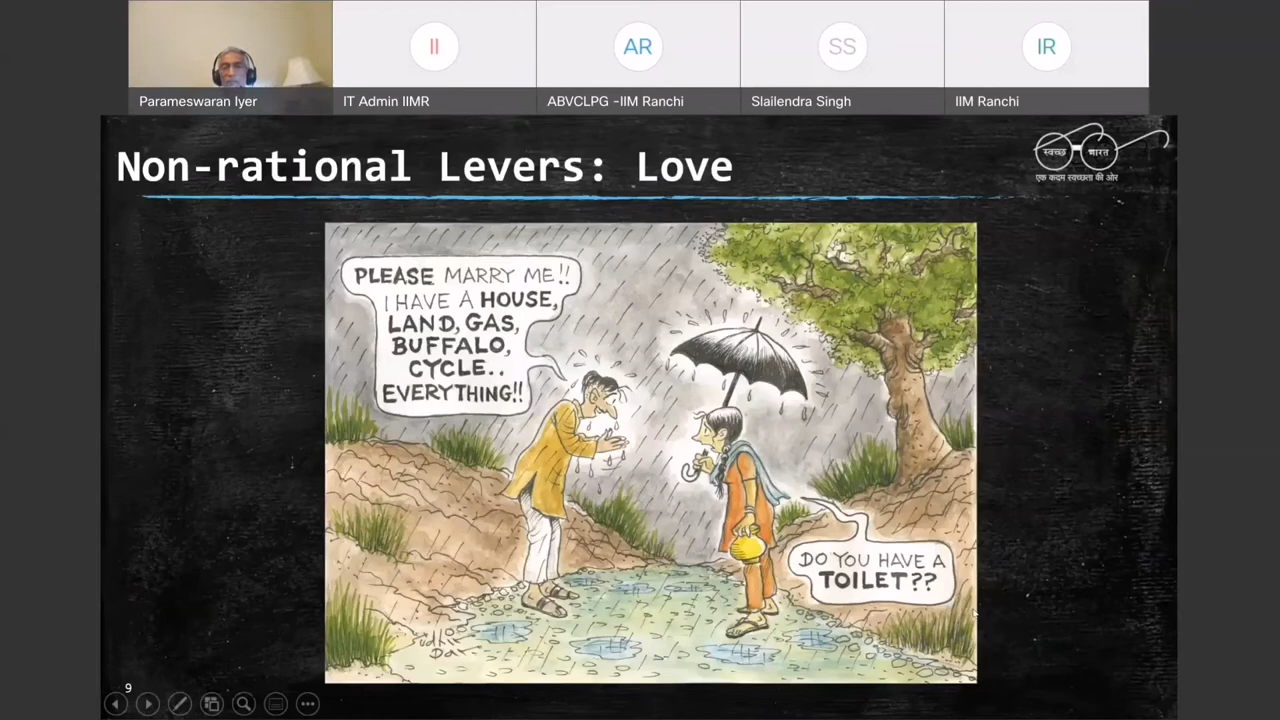 II
AR
SS
IR
Parameswaran Iyer
IT Admin IIMR
ABVCLPG -IIM Ranchi
Slailendra Singh
IIM Ranchi
Non-rational Levers: Love
स्वच्छ भारत
एक कदम स्वच्छता की ओर
PLEASE MARRY ME!!
I HAVE A HOUSE,
LAND, GAS,
BUFFALO,
CYCLE..
EVERYTHING!!
DO YOU HAVE A
TOILET??
9